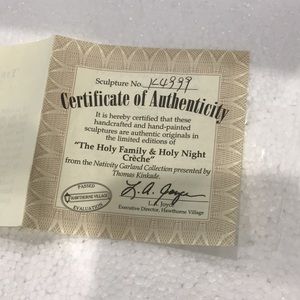 Sculpture No. K4999
Certificate of Authenticity
It is hereby certified that these
handcrafted and hand-painted
sculptures are authentic originals in
the limited editions of
"The Holy Family & Holy Night
Crèche"
from the Nativity Garland Collection presented by
Thomas Kinkade.
PASSED
HAWTHORNE VILLAGE
EVALUATION
L. A. Joyce
L.A. Joyce
Executive Director, Hawthorne Village